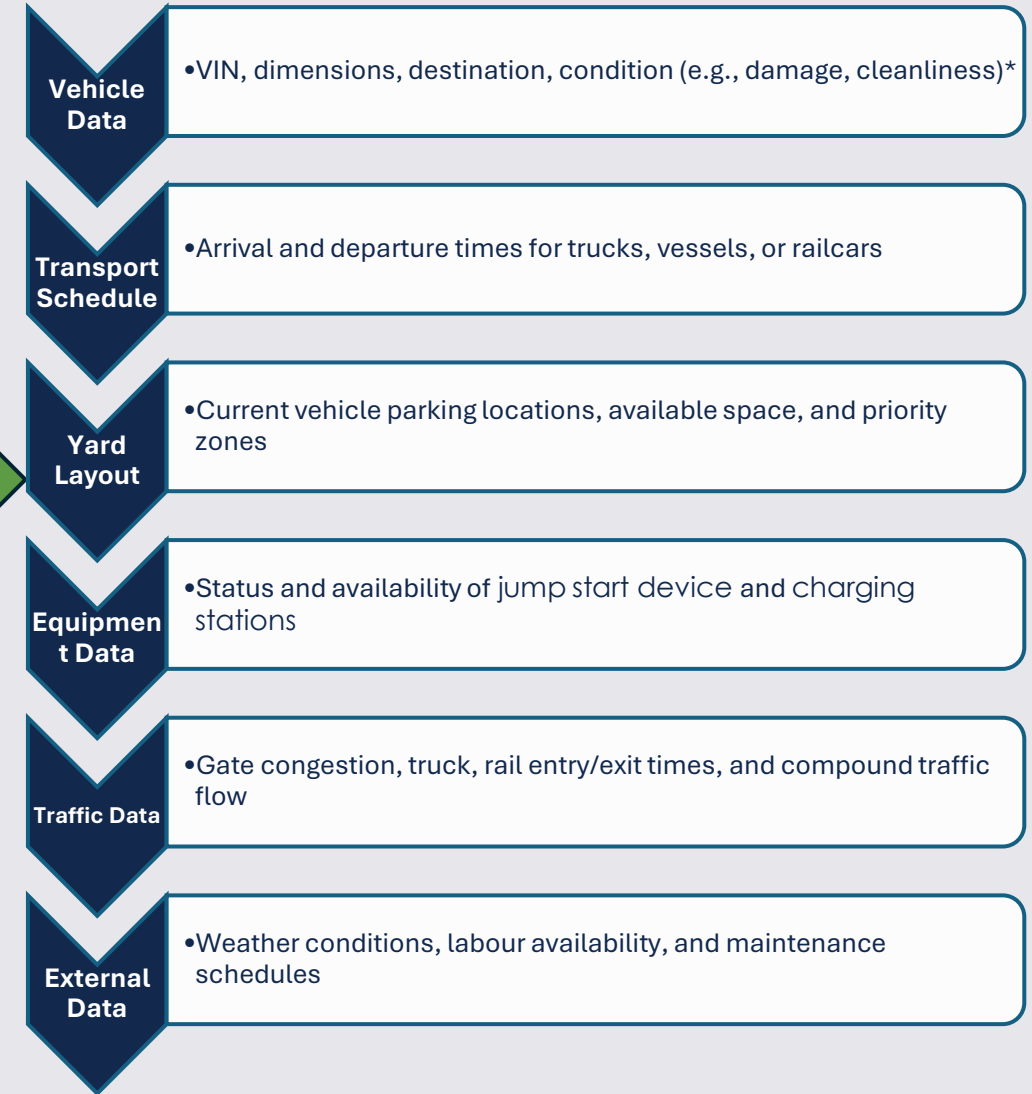 Vehicle
Data
•VIN, dimensions, destination, condition (e.g., damage, cleanliness)*
Transport
Schedule
•Arrival and departure times for trucks, vessels, or railcars
Yard
Layout
•Current vehicle parking locations, available space, and priority
zones
Equipmen
t Data
•Status and availability of jump start device and charging
stations
Traffic Data
•Gate congestion, truck, rail entry/exit times, and compound traffic
flow
External
Data
•Weather conditions, labour availability, and maintenance
schedules